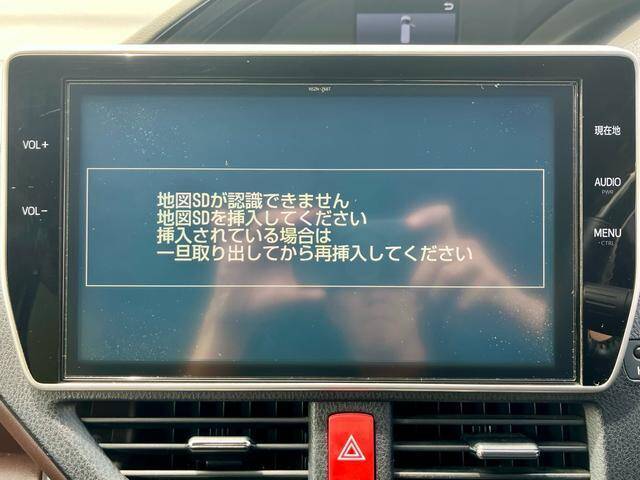 NSZN-Z68T
VOL+
VOL-
地図SDが認識できません
地図SDを挿入してください
挿入されている場合は
一旦取り出してから再挿入してください
現在地
AUDIO
PWR
MENU
CTRL